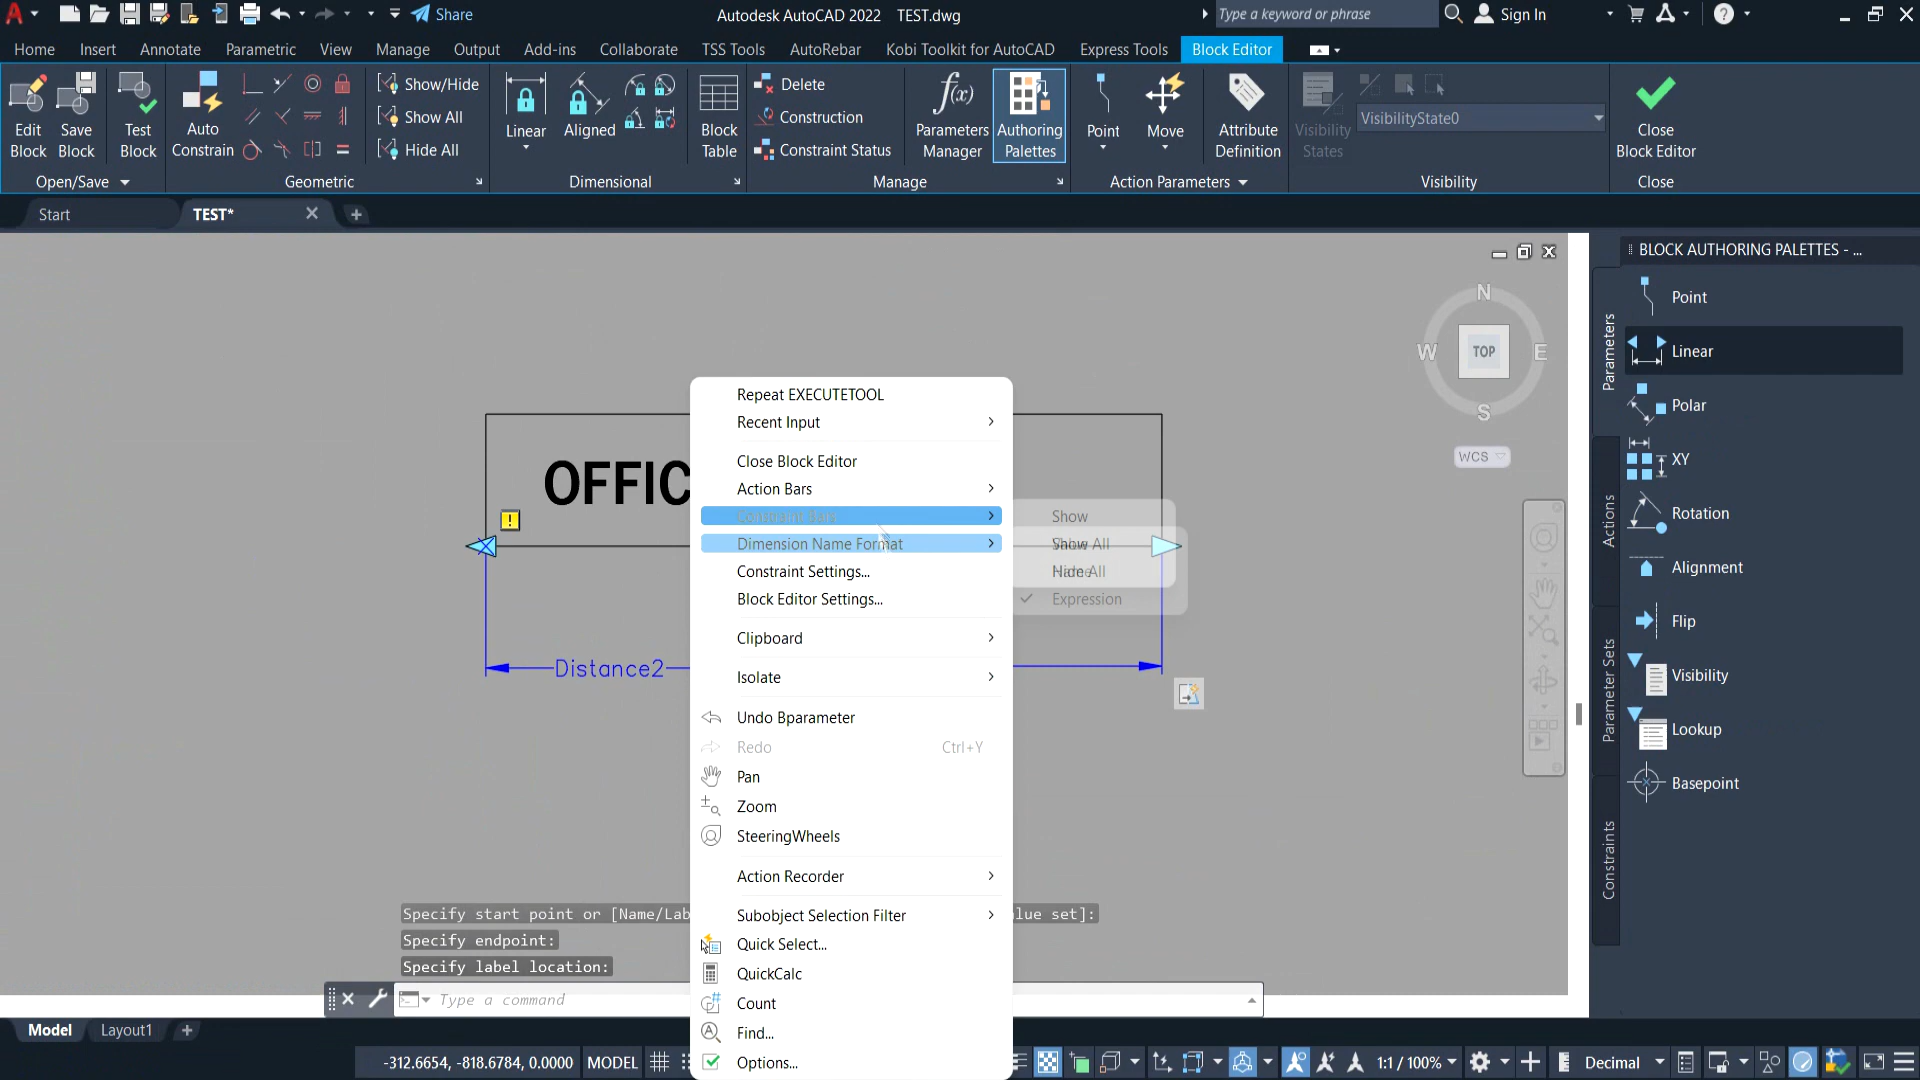 Share
Autodesk AutoCAD 2022 TEST.dwg
Type a keyword or phrase
Sign In
Home Insert Annotate Parametric View Manage Output Add-ins Collaborate TSS Tools AutoRebar Kobi Toolkit for AutoCAD Express Tools Block Editor
Edit Block
Save Block
Test Block
Open/Save
Auto Constrain
Show/Hide
Show All
Hide All
Geometric
Linear
Aligned
Dimensional
Block Table
Delete
Construction
Constraint Status
Manage
f(x)
Parameters Manager
Authoring Palettes
Point
Move
Action Parameters
Attribute Definition
Visibility States
VisibilityState0
Visibility
Close Block Editor
Close
Start
TEST*
N
W
TOP
E
S
WCS
OFFIC
Distance2
Repeat EXECUTETOOL
Recent Input
Close Block Editor
Action Bars
Constraint Bars
Dimension Name Format
Constraint Settings...
Block Editor Settings...
Clipboard
Isolate
Undo Bparameter
Redo Ctrl+Y
Pan
Zoom
SteeringWheels
Action Recorder
Subobject Selection Filter
Quick Select...
QuickCalc
Count
Find...
Options...
Show
Show All
Hide All
Expression
BLOCK AUTHORING PALETTES - ...
Parameters
Actions
Parameter Sets
Constraints
Point
Linear
Polar
XY
Rotation
Alignment
Flip
Visibility
Lookup
Basepoint
Specify start point or [Name/Lab
lue set]:
Specify endpoint:
Specify label location:
Type a command
Model
Layout1
-312.6654, -818.6784, 0.0000
MODEL
1:1 / 100%
Decimal